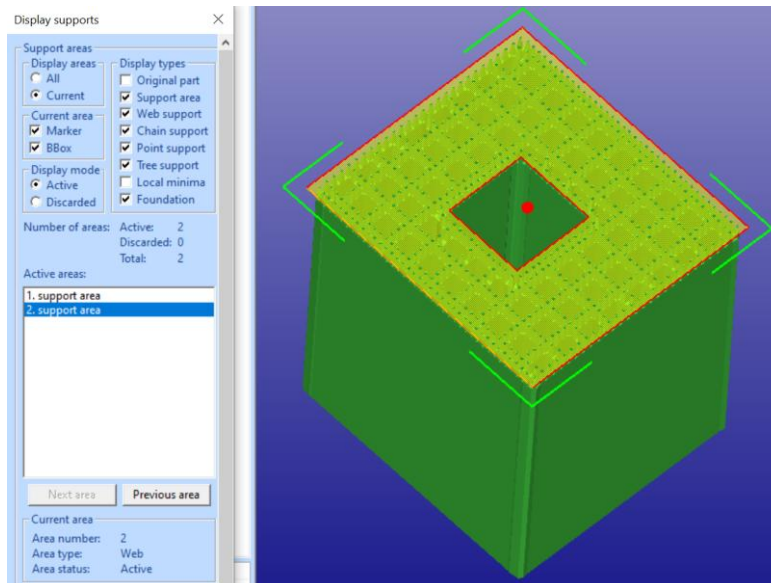 Display supports
Support areas
Display areas
All
Current
Current area
Marker
BBox
Display mode
Active
Discarded
Display types
Original part
Support area
Web support
Chain support
Point support
Tree support
Local minima
Foundation
Number of areas: Active: 2
Discarded: 0
Total: 2
Active areas:
1. support area
2. support area
Next area Previous area
Current area
Area number: 2
Area type: Web
Area status: Active